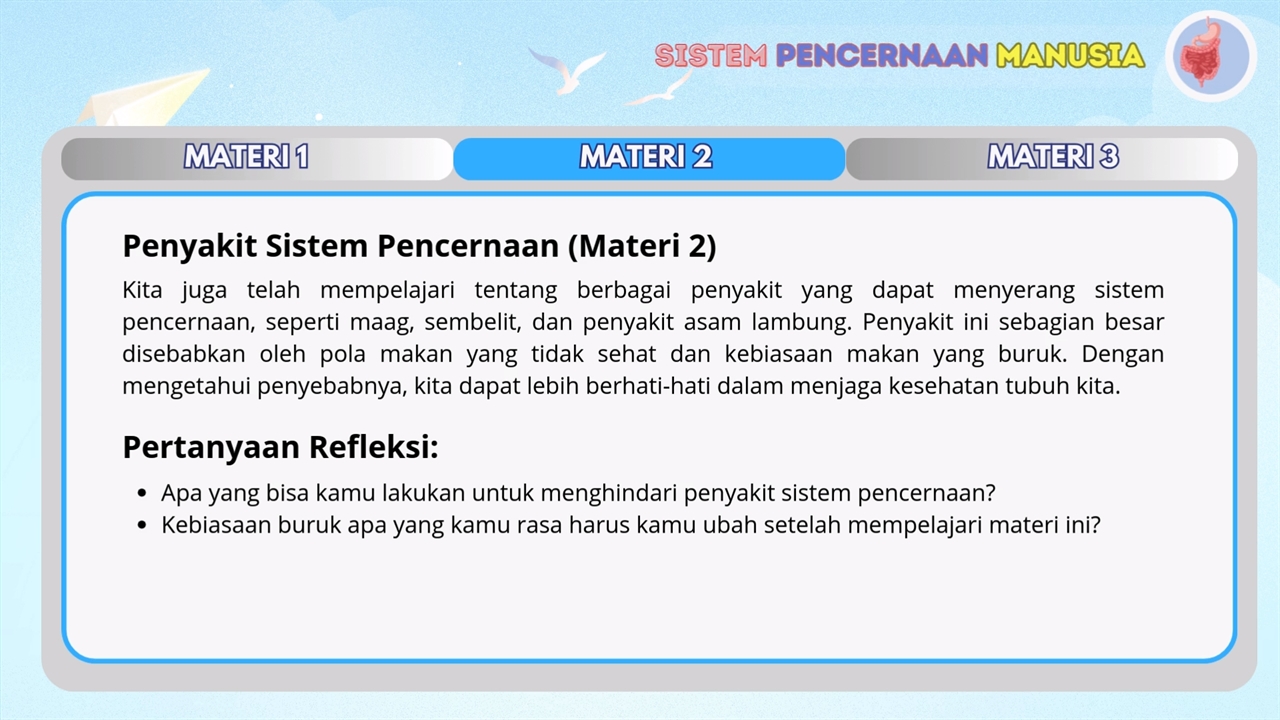 SISTEM PENCERNAAN MANUSIA
MATERI 1
MATERI 2
MATERI 3
Penyakit Sistem Pencernaan (Materi 2)
Kita juga telah mempelajari tentang berbagai penyakit yang dapat menyerang sistem
pencernaan, seperti maag, sembelit, dan penyakit asam lambung. Penyakit ini sebagian besar
disebabkan oleh pola makan yang tidak sehat dan kebiasaan makan yang buruk. Dengan
mengetahui penyebabnya, kita dapat lebih berhati-hati dalam menjaga kesehatan tubuh kita.
Pertanyaan Refleksi:
• Apa yang bisa kamu lakukan untuk menghindari penyakit sistem pencernaan?
• Kebiasaan buruk apa yang kamu rasa harus kamu ubah setelah mempelajari materi ini?